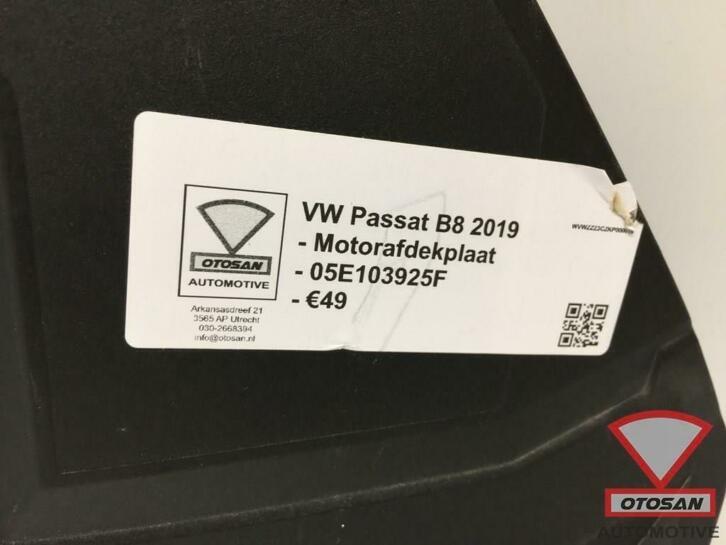 VW Passat B8 2019
- Motorafdekplaat
- 05E103925F
- €49
OTOSAN
AUTOMOTIVE
Arkansasdreef 21
3565 AP Utrecht
030-2668394
info@otosan.nl
OTOSAN
AUTOMOTIVE